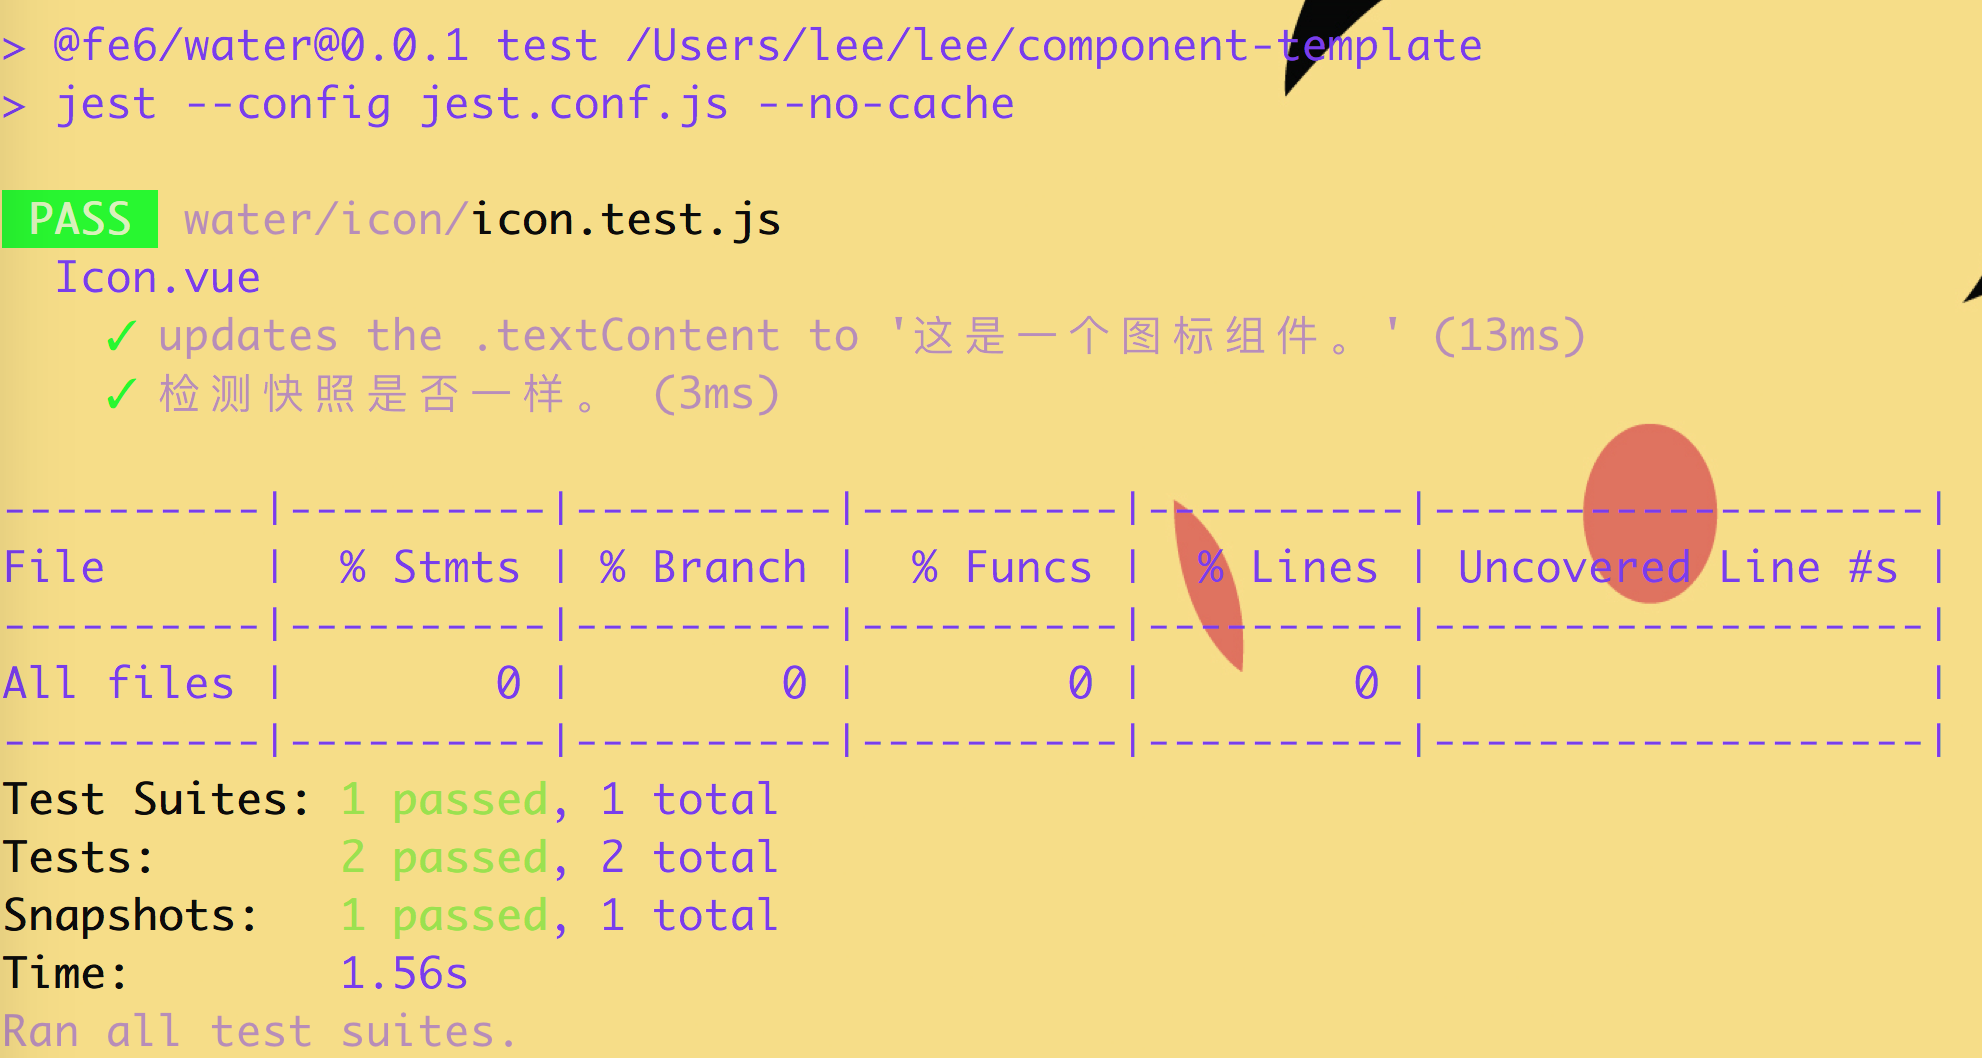 > @fe6/water@0.0.1 test /Users/lee/lee/component-template
> jest --config jest.conf.js --no-cache
PASS water/icon/icon.test.js
Icon.vue
✓ updates the .textContent to '这是一个图标组件。' (13ms)
✓ 检测快照是否一样。 (3ms)
----------|----------|----------|----------|----------|-------------------|
File      |  % Stmts | % Branch |  % Funcs |  % Lines | Uncovered Line #s |
----------|----------|----------|----------|----------|-------------------|
All files |        0 |        0 |        0 |        0 |                   |
----------|----------|----------|----------|----------|-------------------|
Test Suites: 1 passed, 1 total
Tests:       2 passed, 2 total
Snapshots:   1 passed, 1 total
Time:        1.56s
Ran all test suites.